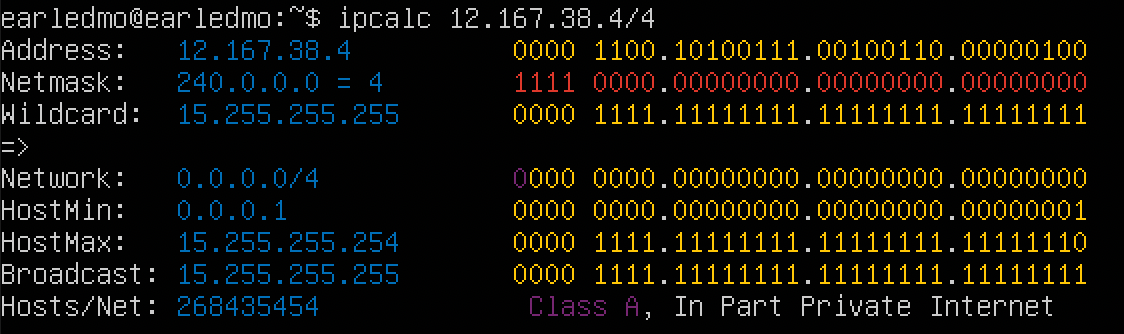 earledmo@earledmo:~$ ipcalc 12.167.38.4/4
Address:   12.167.38.4          0000 1100.10100111.00100110.00000100
Netmask:   240.0.0.0 = 4        1111 0000.00000000.00000000.00000000
Wildcard:  15.255.255.255       0000 1111.11111111.11111111.11111111
=>
Network:   0.0.0.0/4            0000 0000.00000000.00000000.00000000
HostMin:   0.0.0.1              0000 0000.00000000.00000000.00000001
HostMax:   15.255.255.254       0000 1111.11111111.11111111.11111110
Broadcast: 15.255.255.255       0000 1111.11111111.11111111.11111111
Hosts/Net: 268435454             Class A, In Part Private Internet